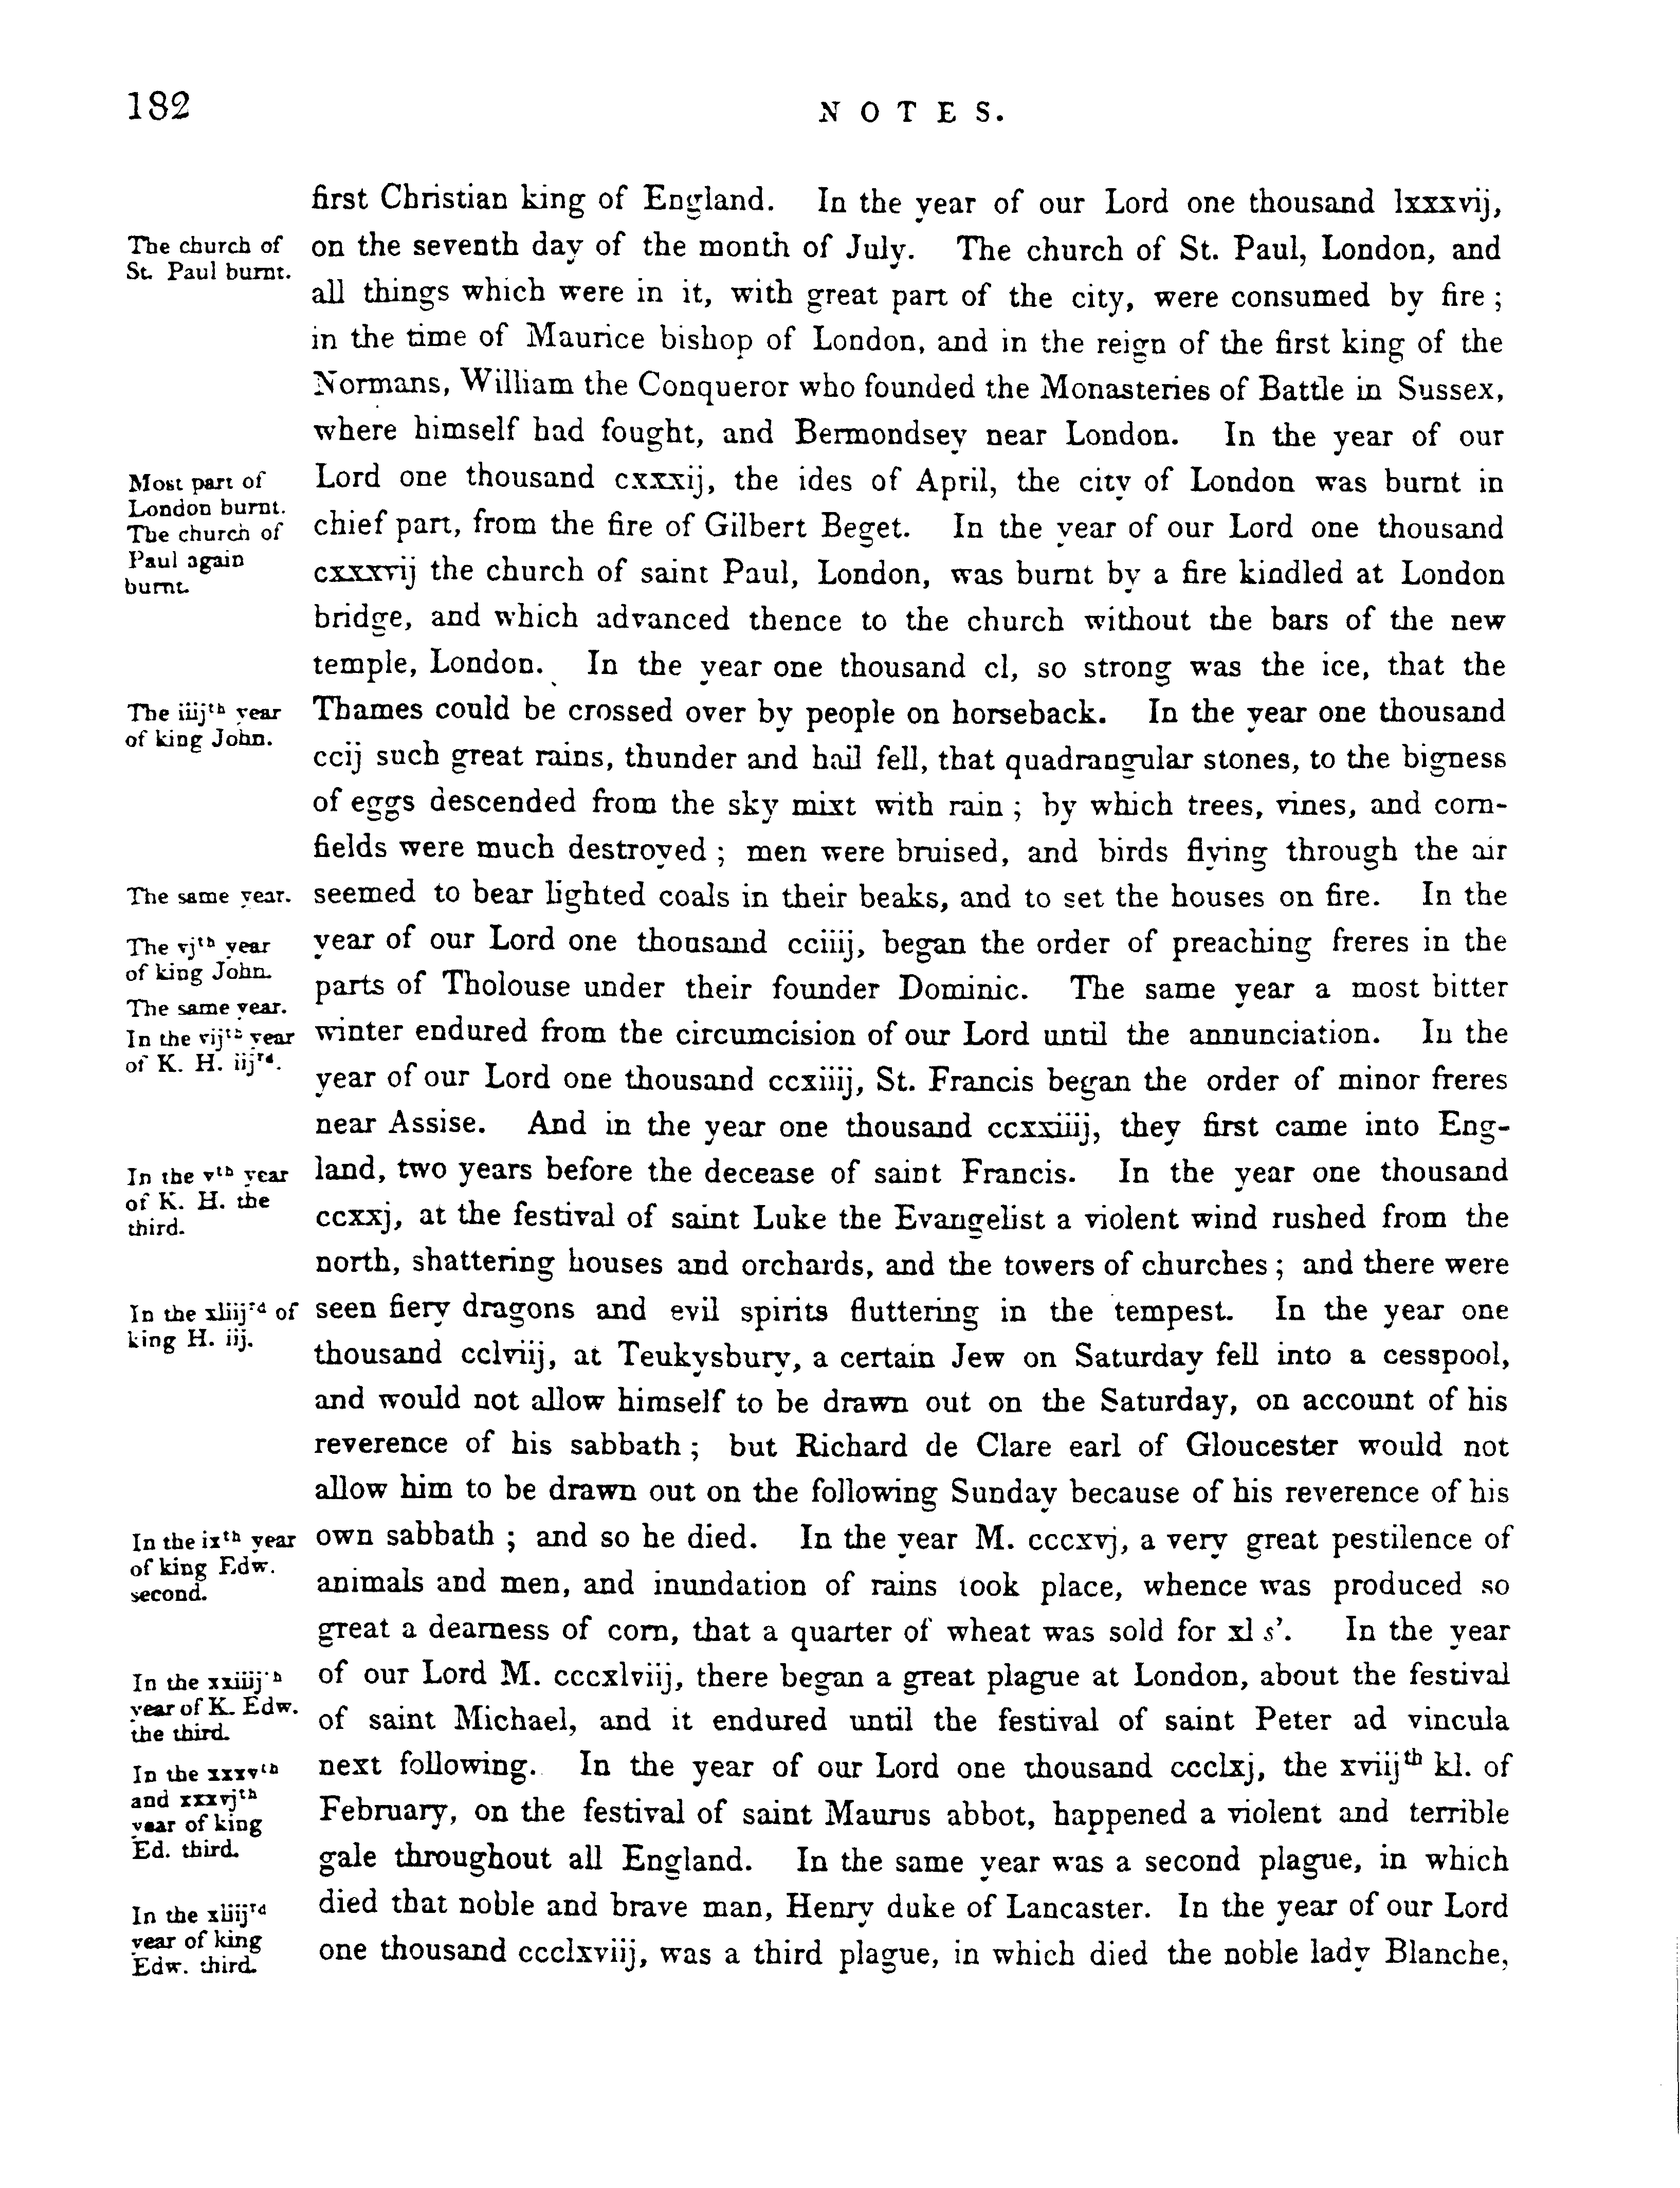 182
NOTES.
first Christian king of England. In the year of our Lord one thousand lxxxvij,
The church of
St. Paul burnt.
on the seventh day of the month of July. The church of St. Paul, London, and
all things which were in it, with great part of the city, were consumed by fire;
in the time of Maurice bishop of London, and in the reign of the first king of the
Normans, William the Conqueror who founded the Monasteries of Battle in Sussex,
where himself had fought, and Bermondsey near London. In the year of our
Most part of
London burnt.
The church of
Paul again
burnt.
Lord one thousand cxxxij, the ides of April, the city of London was burnt in
chief part, from the fire of Gilbert Beget. In the year of our Lord one thousand
cxxxvij the church of saint Paul, London, was burnt by a fire kindled at London
bridge, and which advanced thence to the church without the bars of the new
temple, London. In the year one thousand cl, so strong was the ice, that the
The iiijth year
of king John.
Thames could be crossed over by people on horseback. In the year one thousand
ccij such great rains, thunder and hail fell, that quadrangular stones, to the bigness
of eggs descended from the sky mixt with rain; by which trees, vines, and corn-
fields were much destroyed; men were bruised, and birds flying through the air
The same year.
seemed to bear lighted coals in their beaks, and to set the houses on fire. In the
The vjth year
of king John.
year of our Lord one thousand cciiij, began the order of preaching freres in the
The same year.
parts of Tholouse under their founder Dominic. The same year a most bitter
In the vijth year
of K. H. iijrd.
winter endured from the circumcision of our Lord until the annunciation. In the
year of our Lord one thousand ccxiiij, St. Francis began the order of minor freres
near Assise. And in the year one thousand ccxxiiij, they first came into Eng-
In the vth year
of K. H. the
third.
land, two years before the decease of saint Francis. In the year one thousand
ccxxj, at the festival of saint Luke the Evangelist a violent wind rushed from the
north, shattering houses and orchards, and the towers of churches; and there were
In the xliijrd of
king H. iij.
seen fiery dragons and evil spirits fluttering in the tempest. In the year one
thousand cclviij, at Teukysbury, a certain Jew on Saturday fell into a cesspool,
and would not allow himself to be drawn out on the Saturday, on account of his
reverence of his sabbath; but Richard de Clare earl of Gloucester would not
allow him to be drawn out on the following Sunday because of his reverence of his
In the ixth year
of king Edw.
second.
own sabbath; and so he died. In the year M. cccxvj, a very great pestilence of
animals and men, and inundation of rains took place, whence was produced so
great a dearness of corn, that a quarter of wheat was sold for xl s'. In the year
In the xxiiijth
year of K. Edw.
the third.
of our Lord M. cccxlviij, there began a great plague at London, about the festival
of saint Michael, and it endured until the festival of saint Peter ad vincula
In the xxxvth
and xxxvjth
year of king
Ed. third.
next following. In the year of our Lord one thousand ccclxj, the xviijth kl. of
February, on the festival of saint Maurus abbot, happened a violent and terrible
gale throughout all England. In the same year was a second plague, in which
In the xliijrd
year of king
Edw. third.
died that noble and brave man, Henry duke of Lancaster. In the year of our Lord
one thousand ccclxviij, was a third plague, in which died the noble lady Blanche,